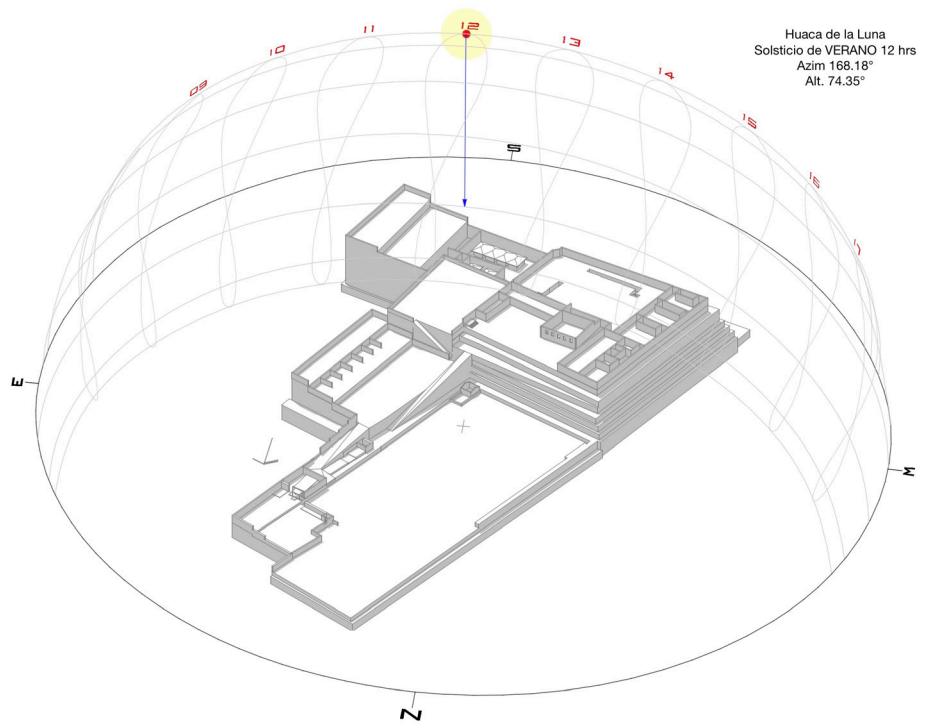 Huaca de la Luna
Solsticio de VERANO 12 hrs
Azim 168.18°
Alt. 74.35°
09
10
11
12
13
14
15
16
17
S
E
W
N